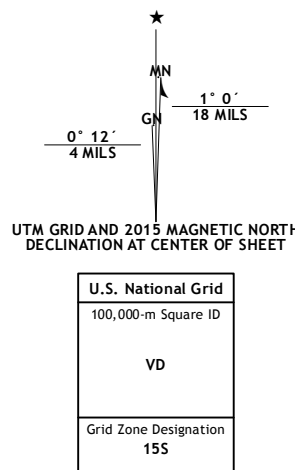 ★
MN
1° 0´
18 MILS
GN
0° 12´
4 MILS
UTM GRID AND 2015 MAGNETIC NORTH
DECLINATION AT CENTER OF SHEET
U.S. National Grid
100,000-m Square ID
VD
Grid Zone Designation
15S